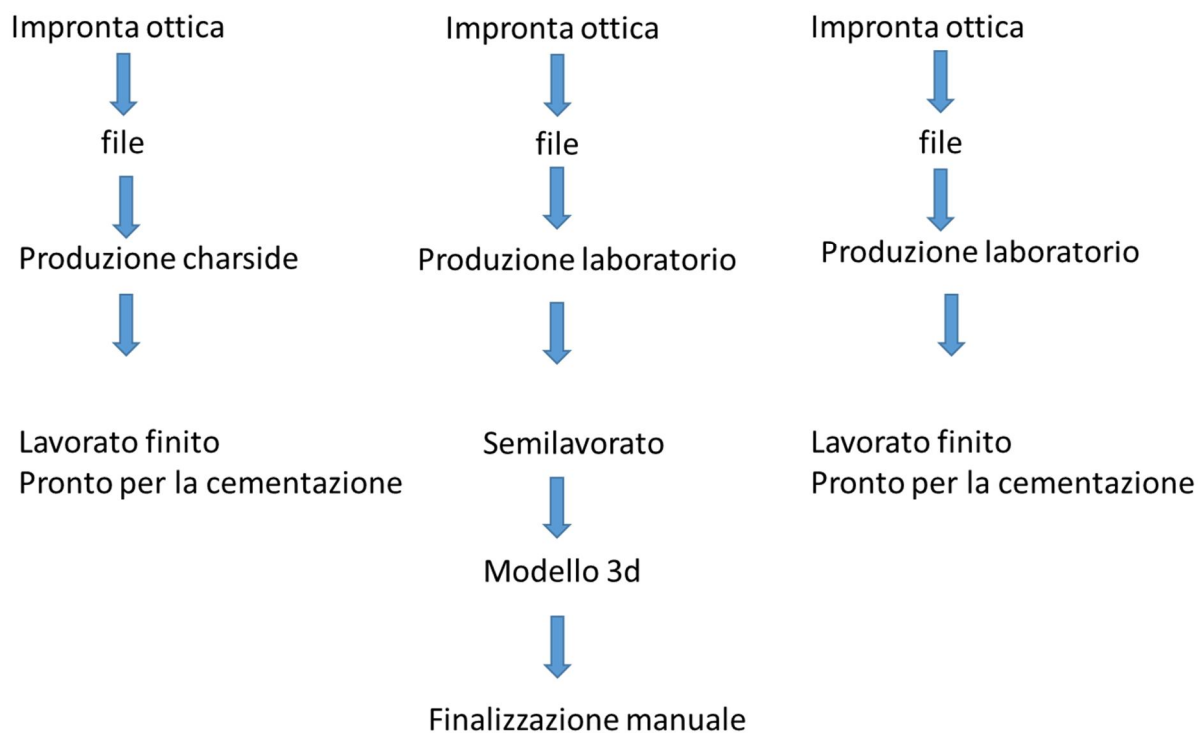 Impronta ottica
file
Produzione charside
Lavorato finito
Pronto per la cementazione
Impronta ottica
file
Produzione laboratorio
Semilavorato
Modello 3d
Finalizzazione manuale
Impronta ottica
file
Produzione laboratorio
Lavorato finito
Pronto per la cementazione